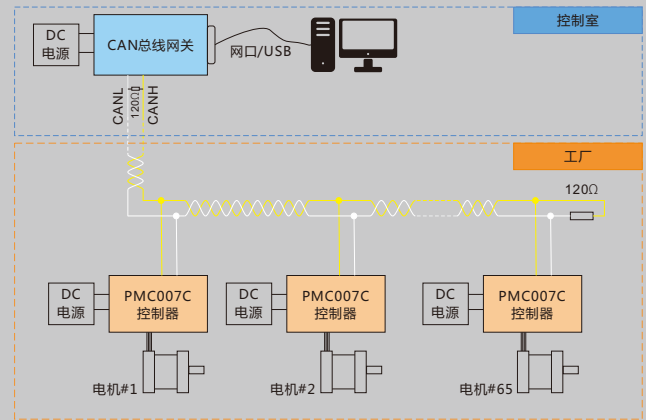 控制室
DC
电源
CAN总线网关
网口/USB
CANL
120Ω
CANH
工厂
120Ω
DC
电源
PMC007C
控制器
DC
电源
PMC007C
控制器
DC
电源
PMC007C
控制器
电机#1
电机#2
电机#65